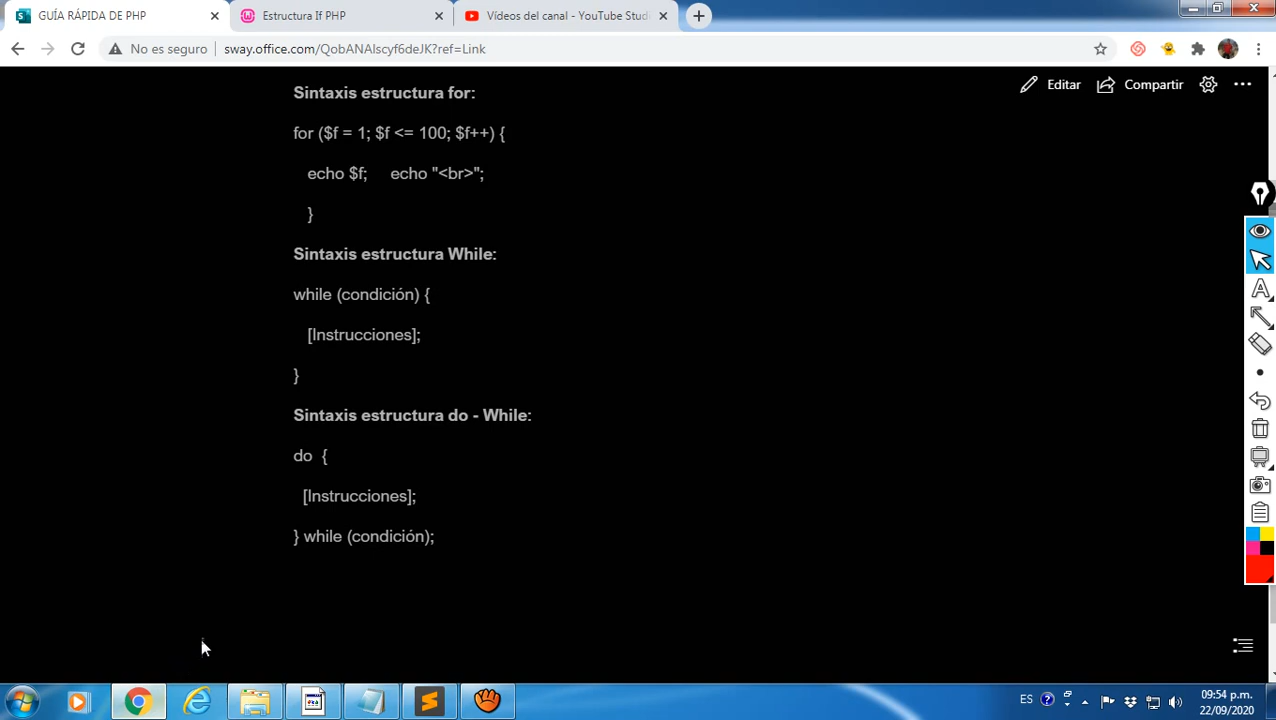 GUÍA RÁPIDA DE PHP
Estructura If PHP
Vídeos del canal - YouTube Stud
No es seguro
sway.office.com/QobANAlscyf6deJK?ref=Link
Editar
Compartir
Sintaxis estructura for:
for ($f = 1; $f <= 100; $f++) {
echo $f; echo "<br>";
}
Sintaxis estructura While:
while (condición) {
[Instrucciones];
}
Sintaxis estructura do - While:
do {
[Instrucciones];
} while (condición);
ES
09:54 p.m.
22/09/2020